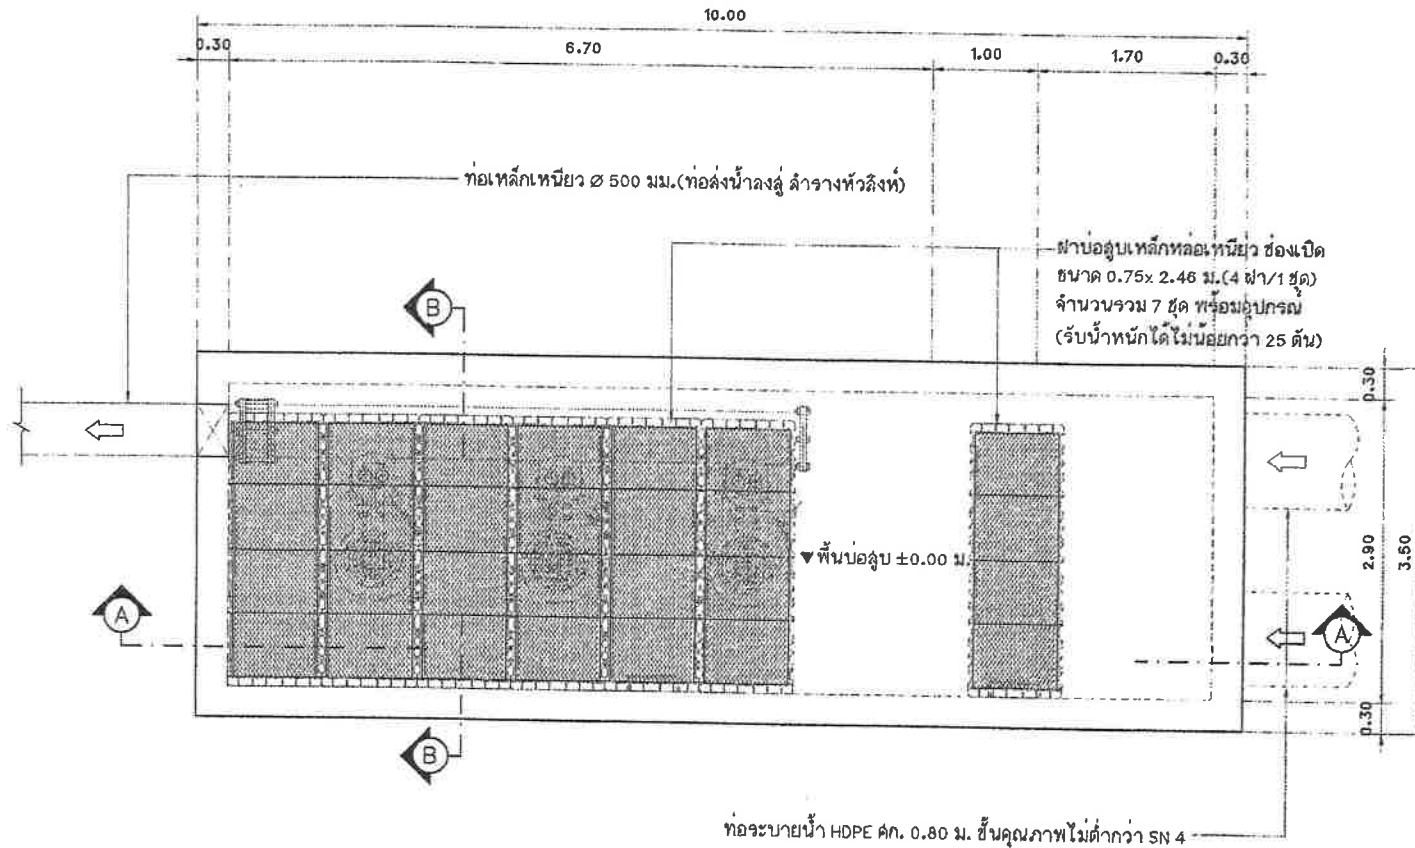 10.00
0.30
6.70
1.00
1.70
0.30
ท่อเหล็กเหนียว Ø 500 มม.(ท่อส่งน้ำลงสู่ ลำรางหัวสิงห์)
ฝาบ่อสูบเหล็กหล่อเหนียว ช่องเปิด
ขนาด 0.75x 2.46 ม.(4 ฝา/1 ชุด)
จำนวนรวม 7 ชุด พร้อมอุปกรณ์
(รับน้ำหนักได้ไม่น้อยกว่า 25 ตัน)
B
0.30
▼พื้นบ่อสูบ ±0.00 ม.
2.90
3.50
A
A
0.30
B
ท่อระบายน้ำ HDPE ศก. 0.80 ม. ชั้นคุณภาพไม่ต่ำกว่า SN 4